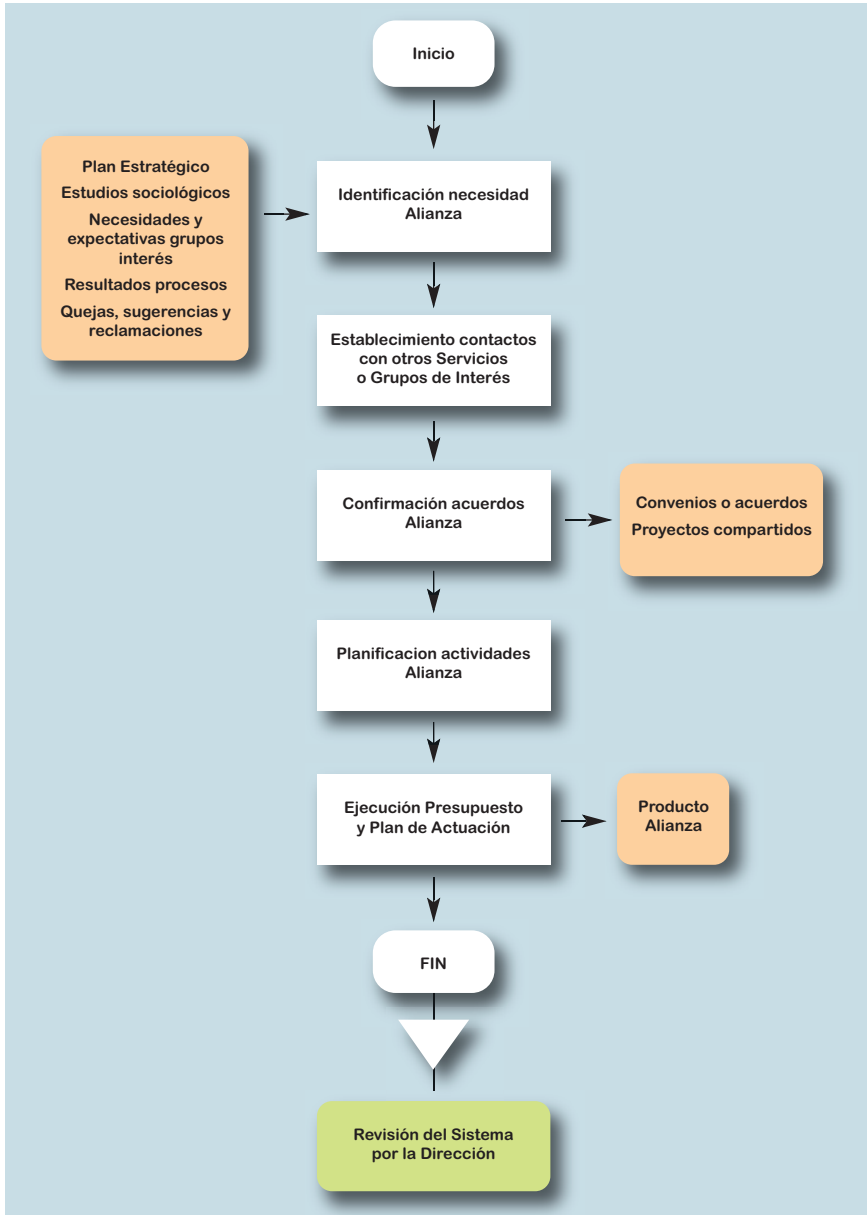 Inicio
Plan Estratégico
Estudios sociológicos
Necesidades y
expectativas grupos
interés
Resultados procesos
Quejas, sugerencias y
reclamaciones
Identificación necesidad
Alianza
Establecimiento contactos
con otros Servicios
o Grupos de Interés
Confirmación acuerdos
Alianza
Convenios o acuerdos
Proyectos compartidos
Planificacion actividades
Alianza
Ejecución Presupuesto
y Plan de Actuación
Producto
Alianza
FIN
Revisión del Sistema
por la Dirección